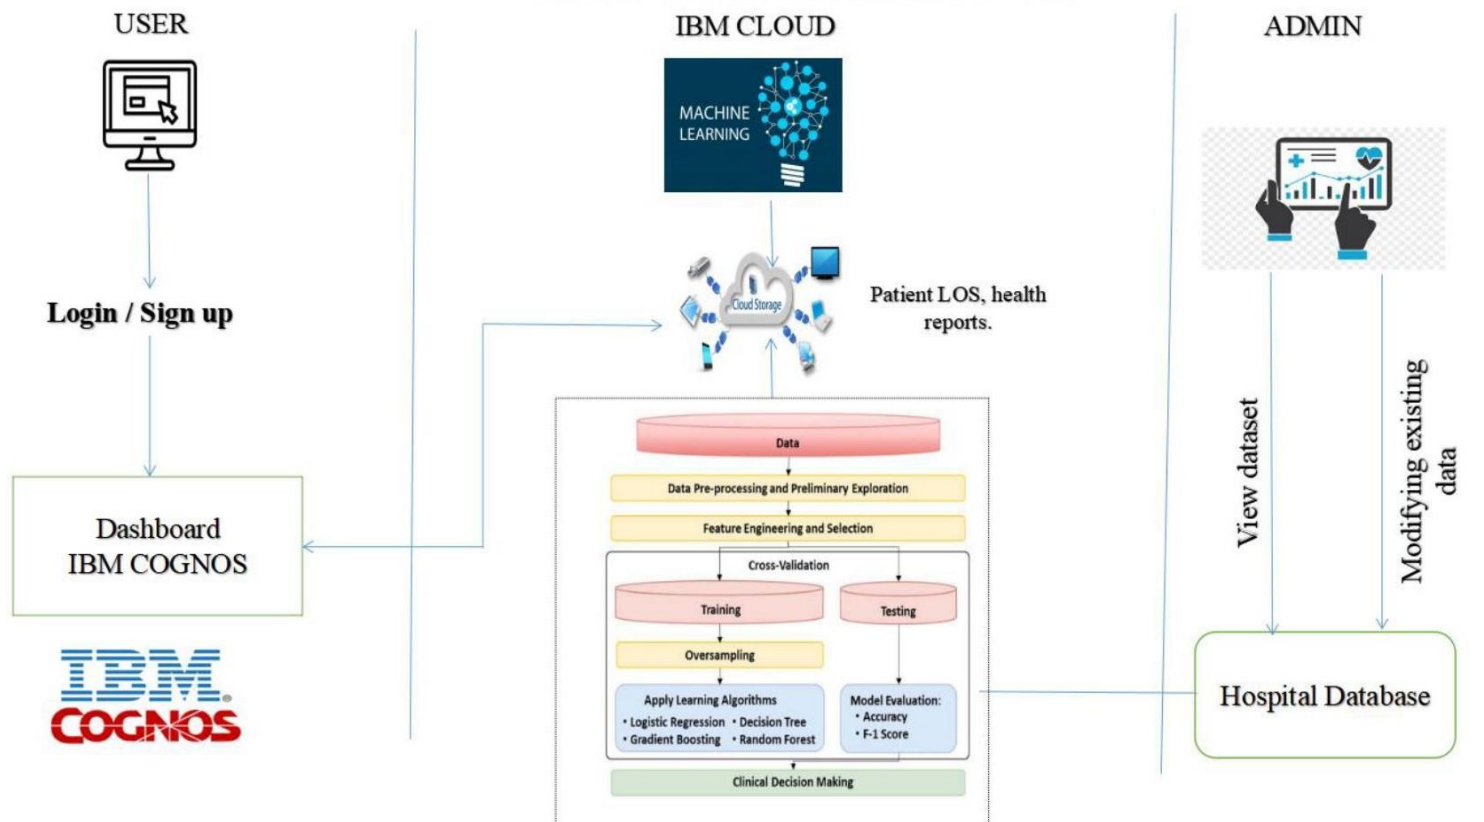 USER
Login / Sign up
Dashboard
IBM COGNOS
IBM®
COGNOS
IBM CLOUD
MACHINE
LEARNING
Cloud Storage
Patient LOS, health
reports.
Data
Data Pre-processing and Preliminary Exploration
Feature Engineering and Selection
Cross-Validation
Training
Testing
Oversampling
Apply Learning Algorithms
• Logistic Regression • Decision Tree
• Gradient Boosting • Random Forest
Model Evaluation:
• Accuracy
• F-1 Score
Clinical Decision Making
ADMIN
View dataset
Modifying existing
data
Hospital Database